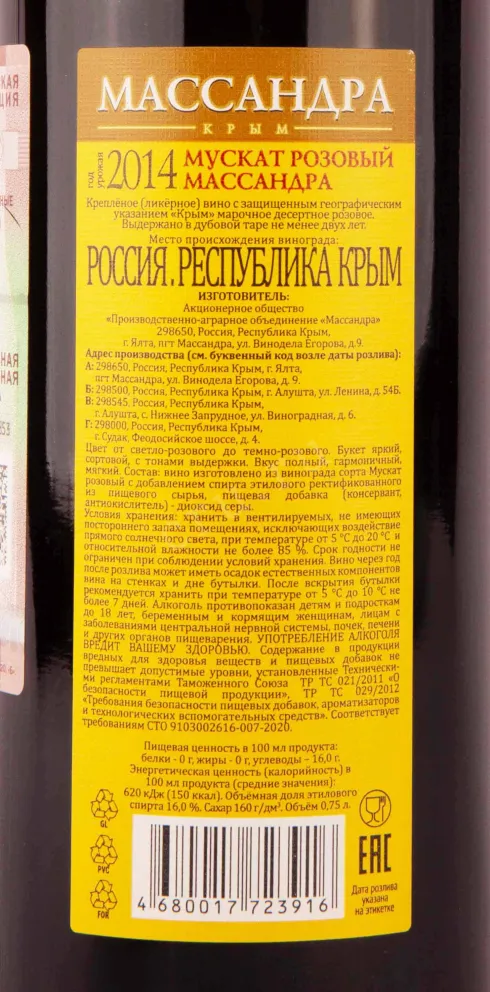 МАССАНДРА
КРЫМ
год урожая 2014 МУСКАТ РОЗОВЫЙ
МАССАНДРА
Креплёное (ликёрное) вино с защищенным географическим
указанием «Крым» марочное десертное розовое.
Выдержано в дубовой таре не менее двух лет.
Место происхождения винограда:
РОССИЯ, РЕСПУБЛИКА КРЫМ
ИЗГОТОВИТЕЛЬ:
Акционерное общество
«Производственно-аграрное объединение «Массандра»
298650, Россия, Республика Крым,
г. Ялта, пгт Массандра, ул. Винодела Егорова, д.9.
Адрес производства (см. буквенный код возле даты розлива):
А: 298650, Россия, Республика Крым, г. Ялта,
пгт Массандра, ул. Винодела Егорова, д. 9.
Б: 298500, Россия, Республика Крым, г. Алушта, ул. Ленина, д. 54Б.
В: 298545, Россия, Республика Крым,
г. Алушта, с. Нижнее Запрудное, ул. Виноградная, д. 6.
Г: 298000, Россия, Республика Крым,
г. Судак, Феодосийское шоссе, д. 4.
Цвет от светло-розового до темно-розового. Букет яркий,
сортовой, с тонами выдержки. Вкус полный, гармоничный,
мягкий. Состав: вино изготовлено из винограда сорта Мускат
розовый с добавлением спирта этилового ректификованного
из пищевого сырья, пищевая добавка (консервант,
антиокислитель) - диоксид серы.
Условия хранения: хранить в вентилируемых, не имеющих
постороннего запаха помещениях, исключающих воздействие
прямого солнечного света, при температуре от 5 °С до 20 °С и
относительной влажности не более 85 %. Срок годности не
ограничен при соблюдении условий хранения. Вино через год
после розлива может иметь осадок естественных компонентов
вина на стенках и дне бутылки. После вскрытия бутылки
рекомендуется хранить при температуре от 5 °С до 10 °С не
более 7 дней. Алкоголь противопоказан детям и подросткам
до 18 лет, беременным и кормящим женщинам, лицам с
заболеваниями центральной нервной системы, почек, печени
и других органов пищеварения. УПОТРЕБЛЕНИЕ АЛКОГОЛЯ
ВРЕДИТ ВАШЕМУ ЗДОРОВЬЮ. Содержание в продукции
вредных для здоровья веществ и пищевых добавок не
превышает допустимые уровни, установленные Технически-
ми регламентами Таможенного Союза ТР ТС 021/2011 «О
безопасности пищевой продукции», ТР ТС 029/2012
«Требования безопасности пищевых добавок, ароматизаторов
и технологических вспомогательных средств». Соответствует
требованиям СТО 9103002616-007-2020.
Пищевая ценность в 100 мл продукта:
белки - 0 г, жиры - 0 г, углеводы – 16,0 г.
Энергетическая ценность (калорийность) в
100 мл продукта (средние значения):
620 кДж (150 ккал). Объёмная доля этилового
спирта 16,0 %. Сахар 160 г/дм³. Объём 0,75 л.
GL
PVC
FOR
EAC
Дата розлива
указана
на этикетке
4 680017 723916